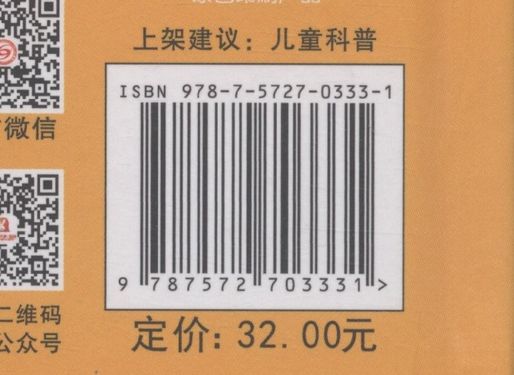 上架建议：儿童科普
ISBN 978-7-5727-0333-1
9 787572 703331 >
定价：32.00元
微信
二维码
公众号